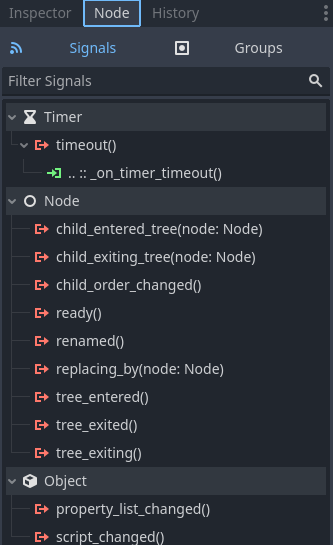 Inspector Node History
Signals Groups
Filter Signals
Timer
timeout()
.. :: _on_timer_timeout()
Node
child_entered_tree(node: Node)
child_exiting_tree(node: Node)
child_order_changed()
ready()
renamed()
replacing_by(node: Node)
tree_entered()
tree_exited()
tree_exiting()
Object
property_list_changed()
script_changed()